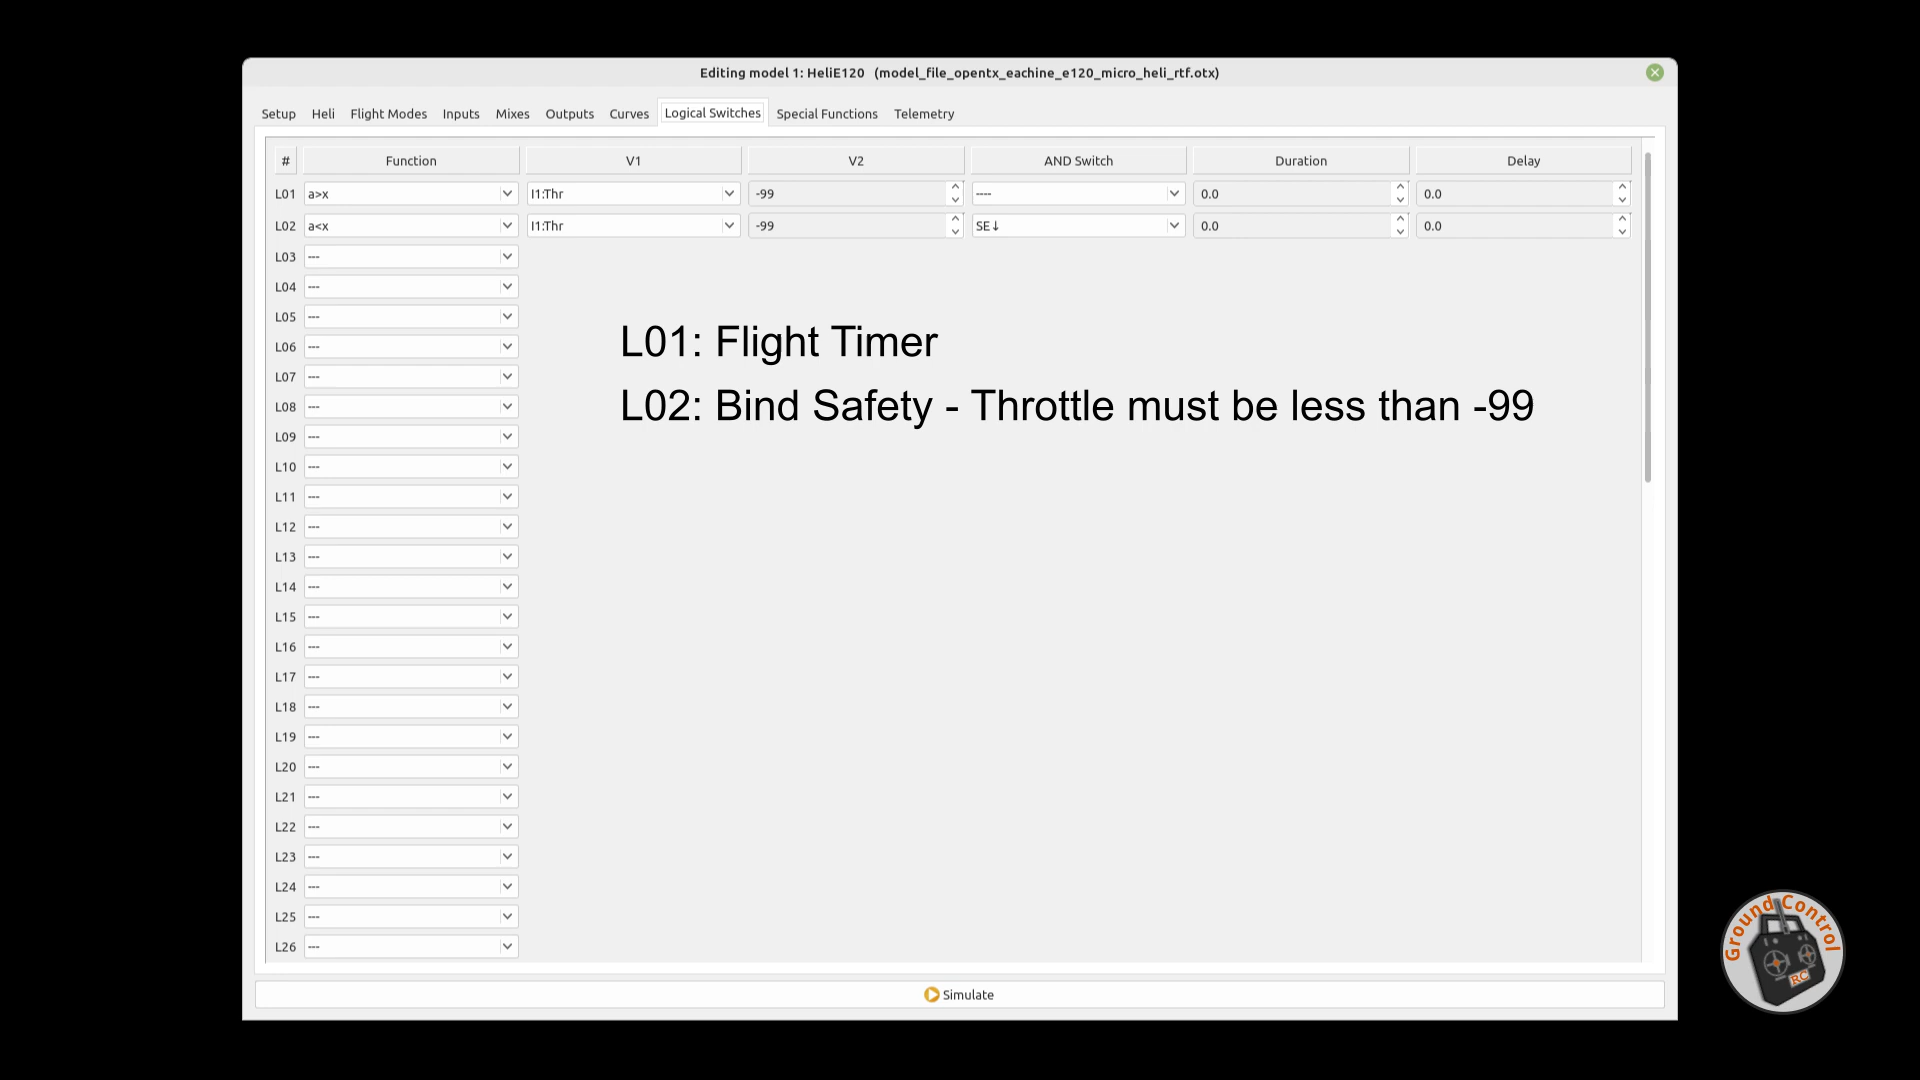 Editing model 1: HeliE120 (model_file_opentx_eachine_e120_micro_heli_rtf.otx)
Setup Heli Flight Modes Inputs Mixes Outputs Curves Logical Switches Special Functions Telemetry
# Function V1 V2 AND Switch Duration Delay
L01 a>x I1:Thr -99 ---- 0.0 0.0
L02 a<x I1:Thr -99 SE↓ 0.0 0.0
L03 ---
L04 ---
L05 ---
L06 ---
L07 ---
L08 ---
L09 ---
L10 ---
L11 ---
L12 ---
L13 ---
L14 ---
L15 ---
L16 ---
L17 ---
L18 ---
L19 ---
L20 ---
L21 ---
L22 ---
L23 ---
L24 ---
L25 ---
L26 ---
L01: Flight Timer
L02: Bind Safety - Throttle must be less than -99
Simulate
Ground Control
RC